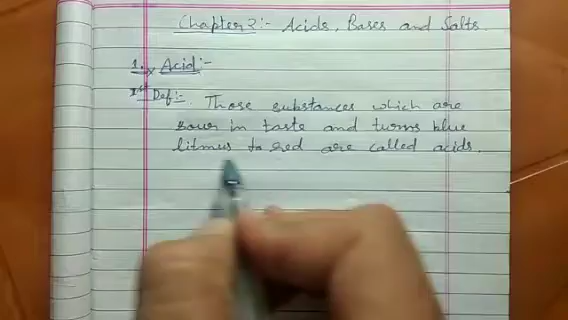 Chapter 2:- Acids, Bases and Salts.
1. Acid:-
1st Def:- Those substances which are
sour in taste and turns blue
litmus to red are called acids.